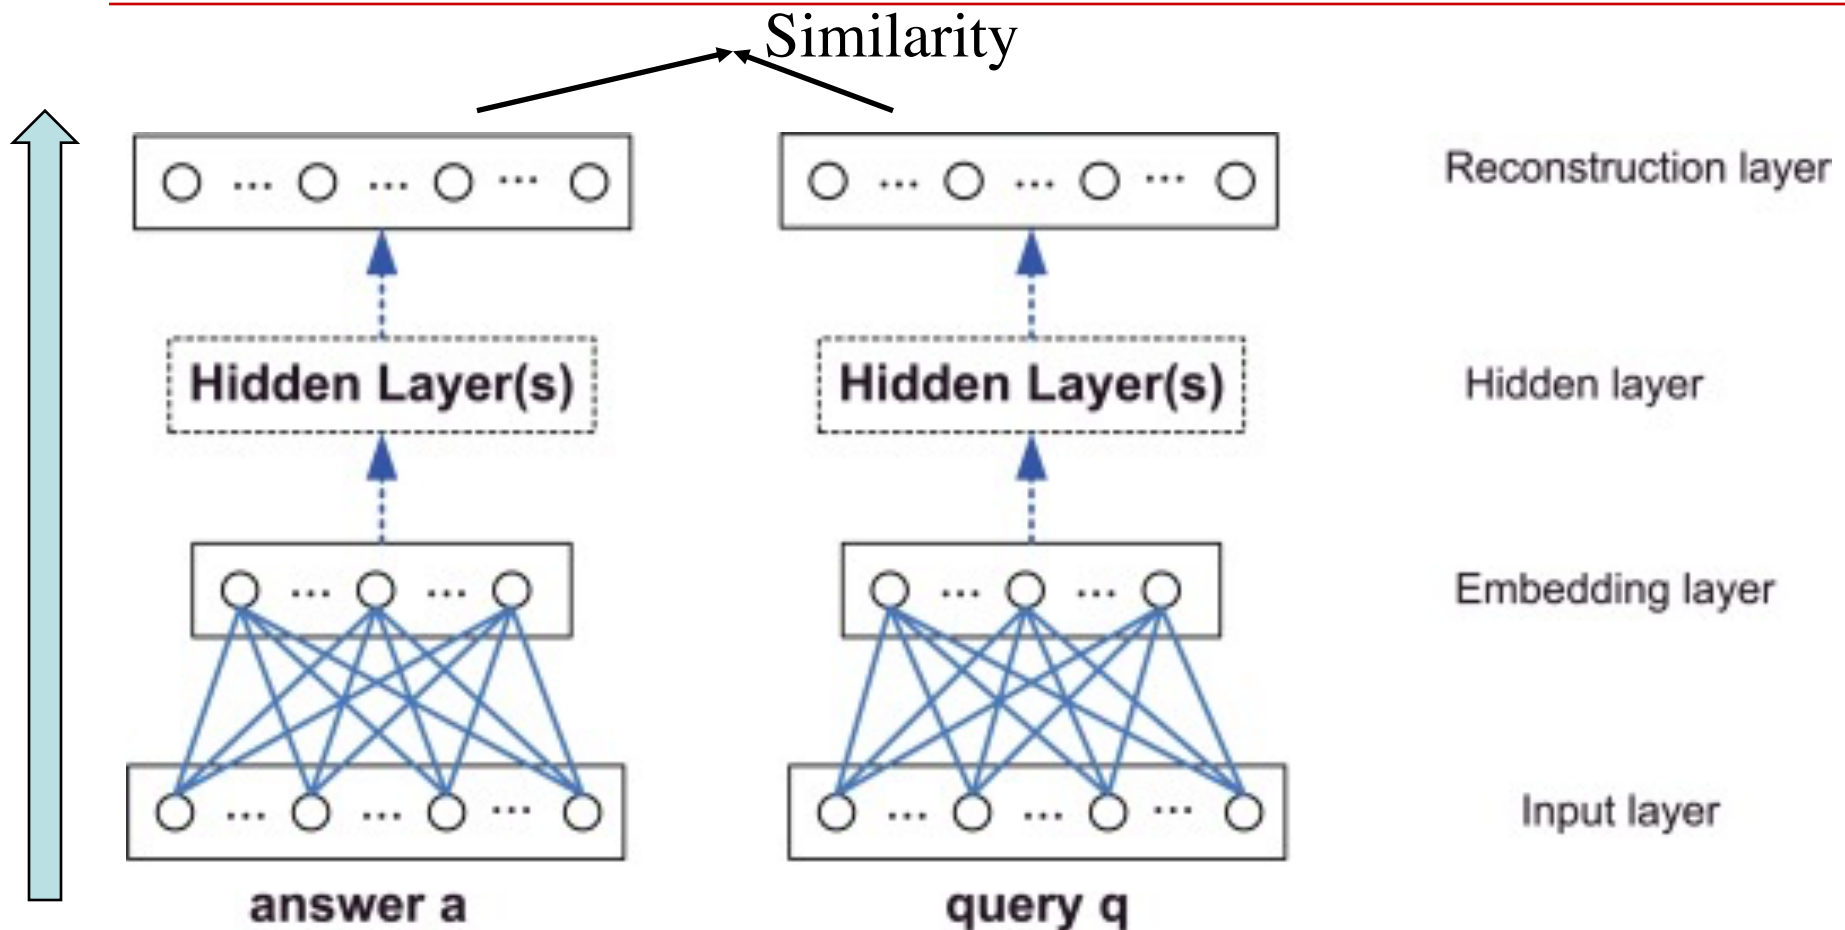 Similarity
Reconstruction layer
Hidden Layer(s) Hidden Layer(s) Hidden layer
Embedding layer
Input layer
answer a query q